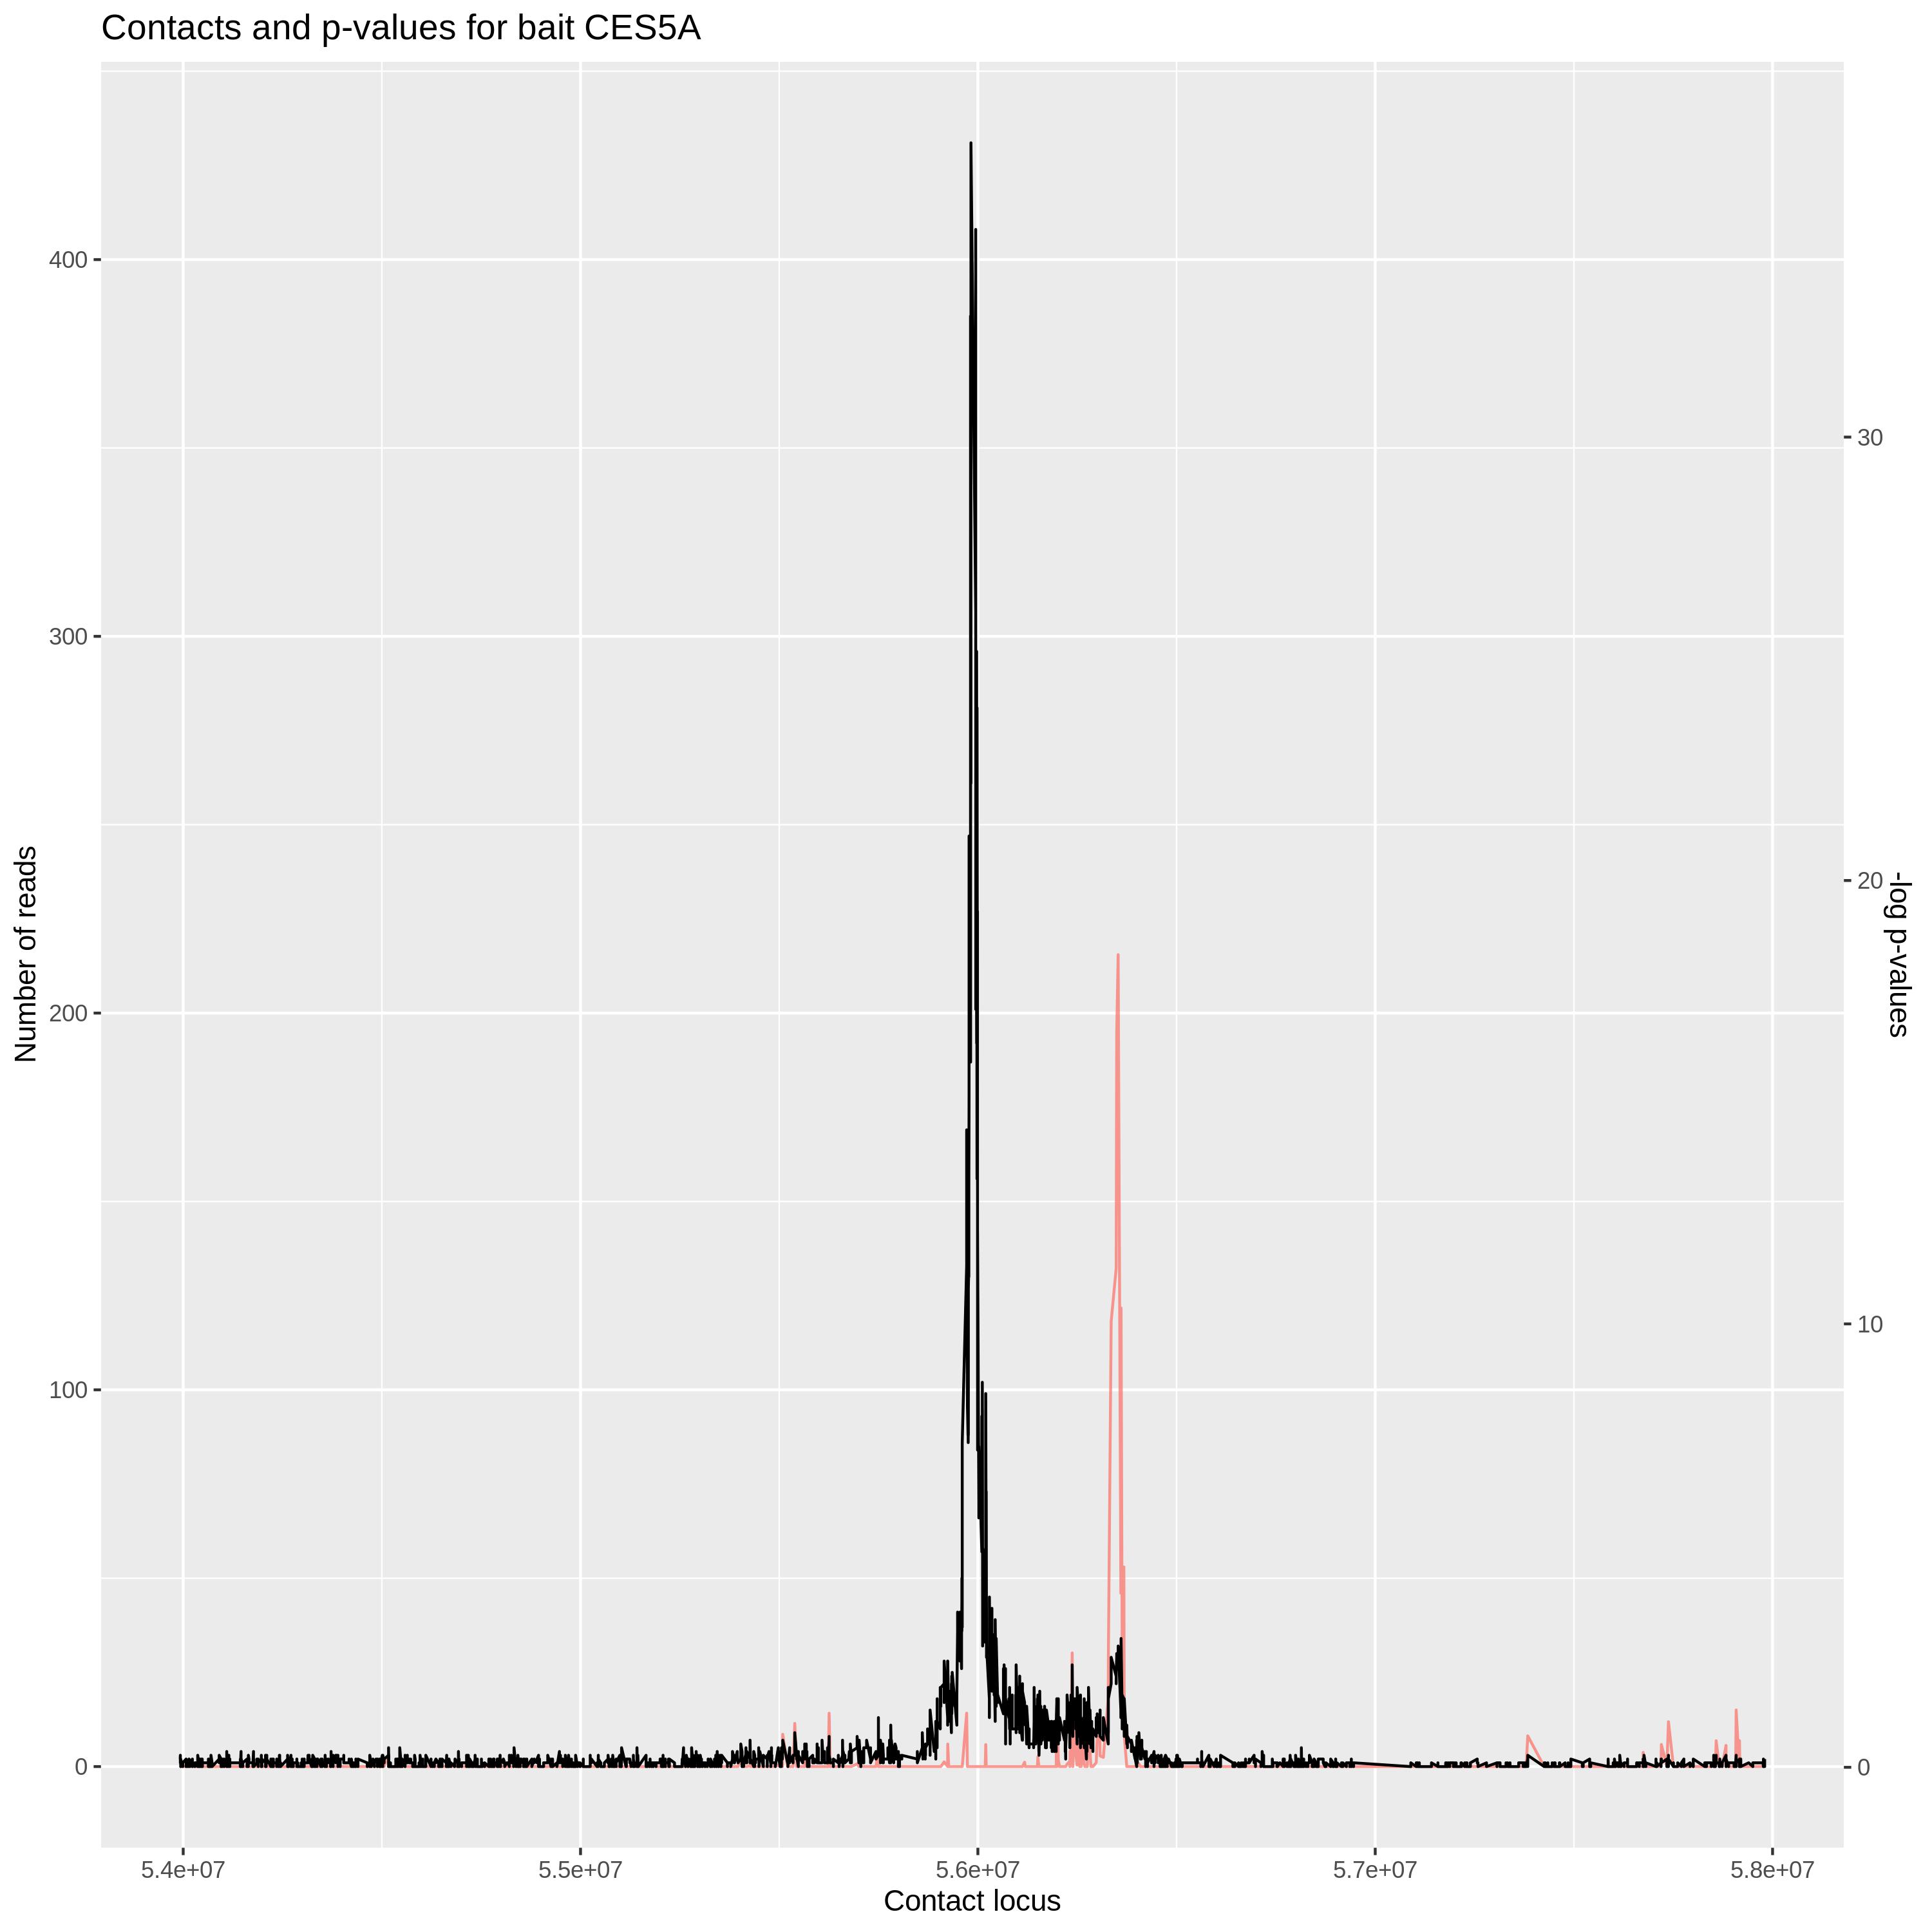 Contacts and p-values for bait CES5A
Number of reads
400
300
200
100
0
30
20
10
0
-log p-values
5.4e+07
5.5e+07
5.6e+07
5.7e+07
5.8e+07
Contact locus